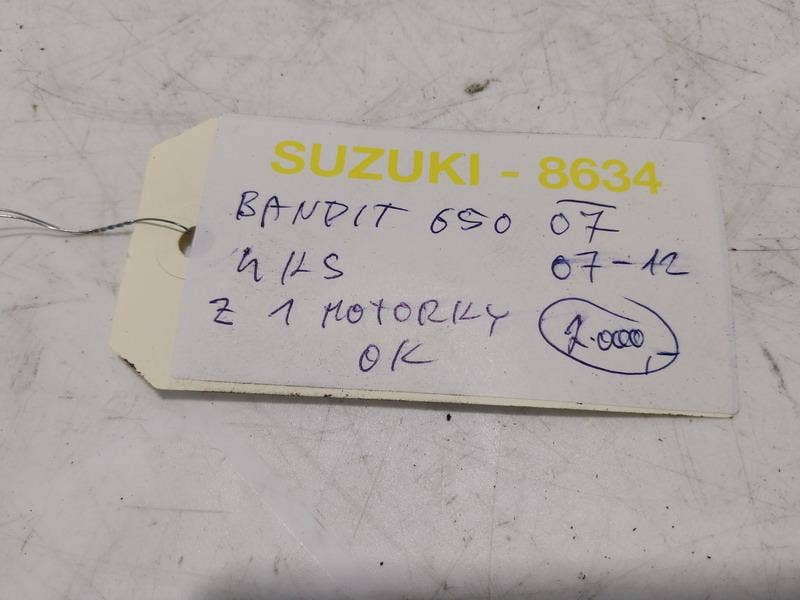 SUZUKI - 8634
BANDIT 650 07
4 KS 07-12
Z 1 MOTORKY
OK 2.000,-